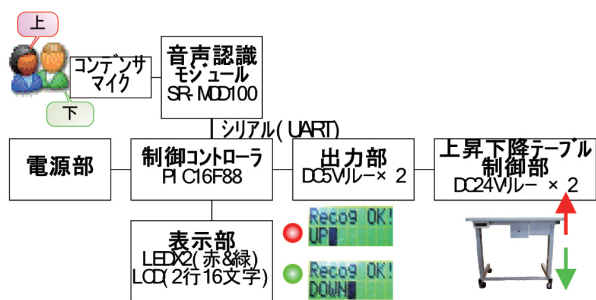 上
コンデンサ
マイク
下
音声認識
モジュール
SR-MOD100
シリアル(UART)
電源部
制御コントローラ
PIC16F88
出力部
DC5Vリレー×2
上昇下降テーブル
制御部
DC24Vリレー ×2
表示部
LEDX2(赤&緑)
LCD(2行16文字)
Recog OK!
UP
Recog OK!
DOWN